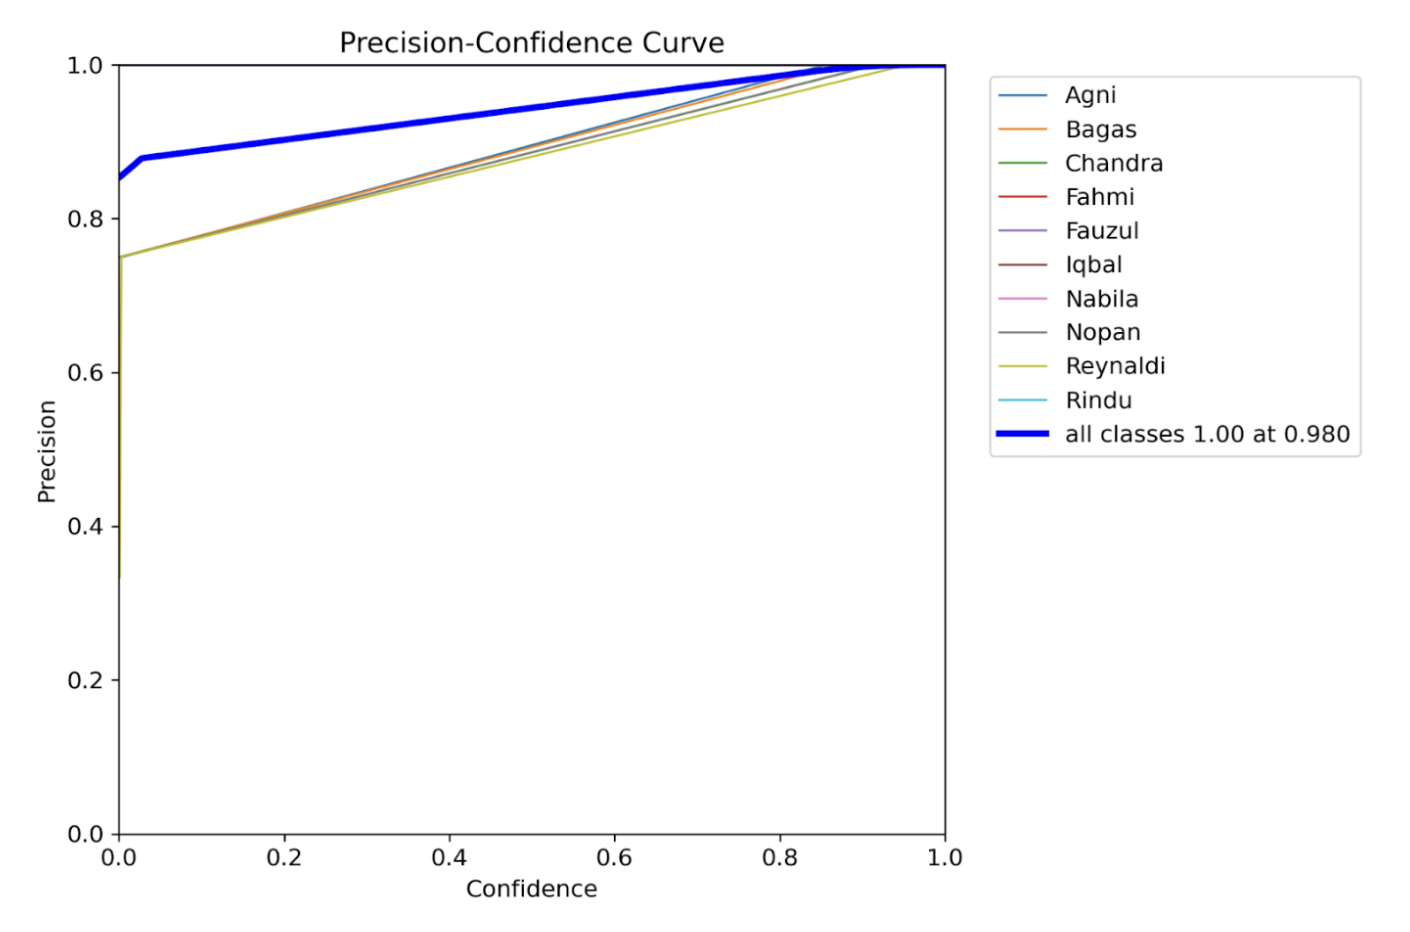 Precision-Confidence Curve
1.0
0.8
0.6
0.4
0.2
0.0
Precision
0.0 0.2 0.4 0.6 0.8 1.0
Confidence
Agni
Bagas
Chandra
Fahmi
Fauzul
Iqbal
Nabila
Nopan
Reynaldi
Rindu
all classes 1.00 at 0.980